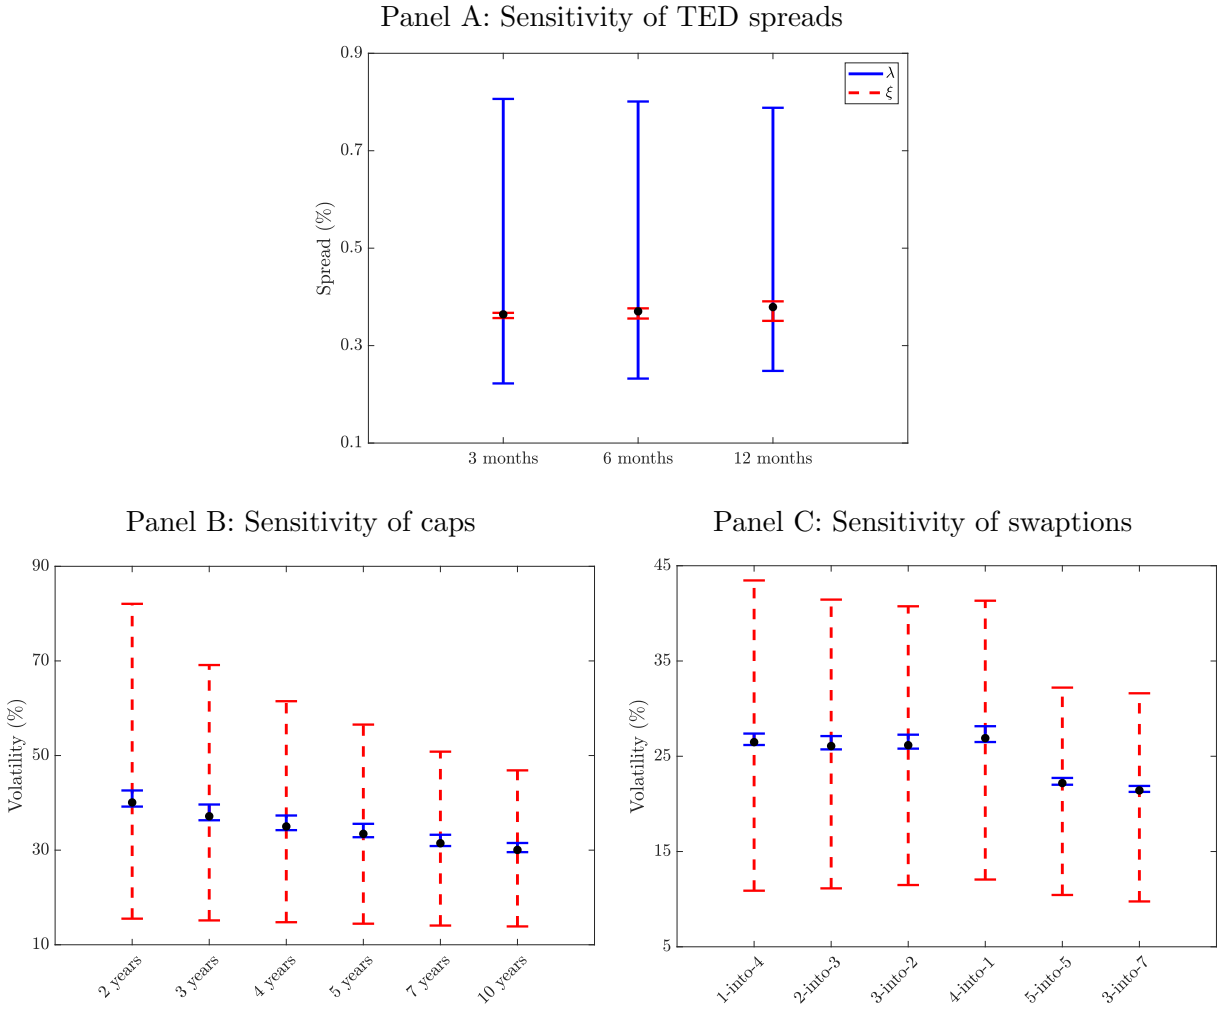 Panel A: Sensitivity of TED spreads
0.9
0.7
0.5
0.3
0.1
Spread (%)
λ
ξ
3 months
6 months
12 months
Panel B: Sensitivity of caps
90
70
50
30
10
Volatility (%)
2 years
3 years
4 years
5 years
7 years
10 years
Panel C: Sensitivity of swaptions
45
35
25
15
5
Volatility (%)
1-into-4
2-into-3
3-into-2
4-into-1
5-into-5
3-into-7